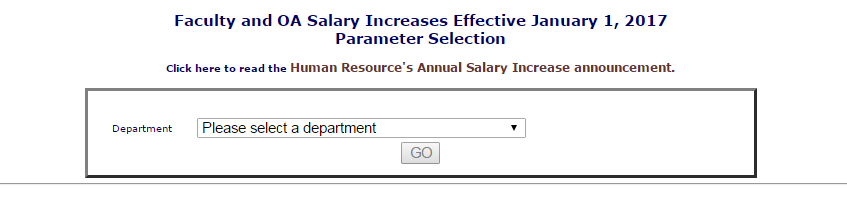 Faculty and OA Salary Increases Effective January 1, 2017
Parameter Selection
Click here to read the Human Resource's Annual Salary Increase announcement.
Department Please select a department
GO